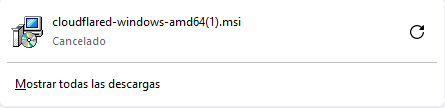 cloudflared-windows-amd64(1).msi
Cancelado
Mostrar todas las descargas